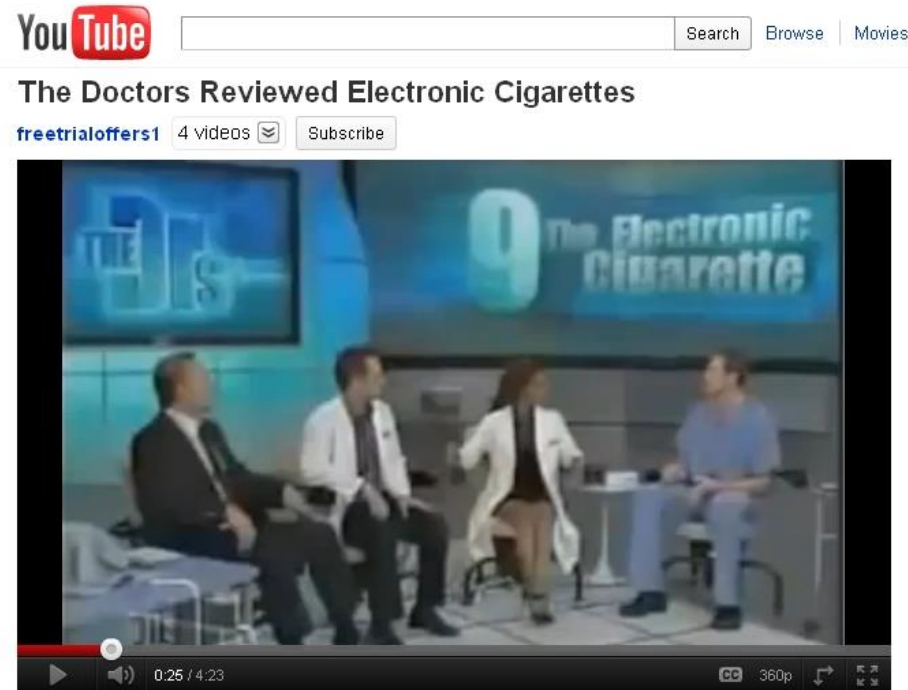 YouTube
Search Browse Movies
The Doctors Reviewed Electronic Cigarettes
freetrialoffers1 4 videos Subscribe
THE
Drs
9 The Electronic
Cigarette
0:25 / 4:23 CC 360p